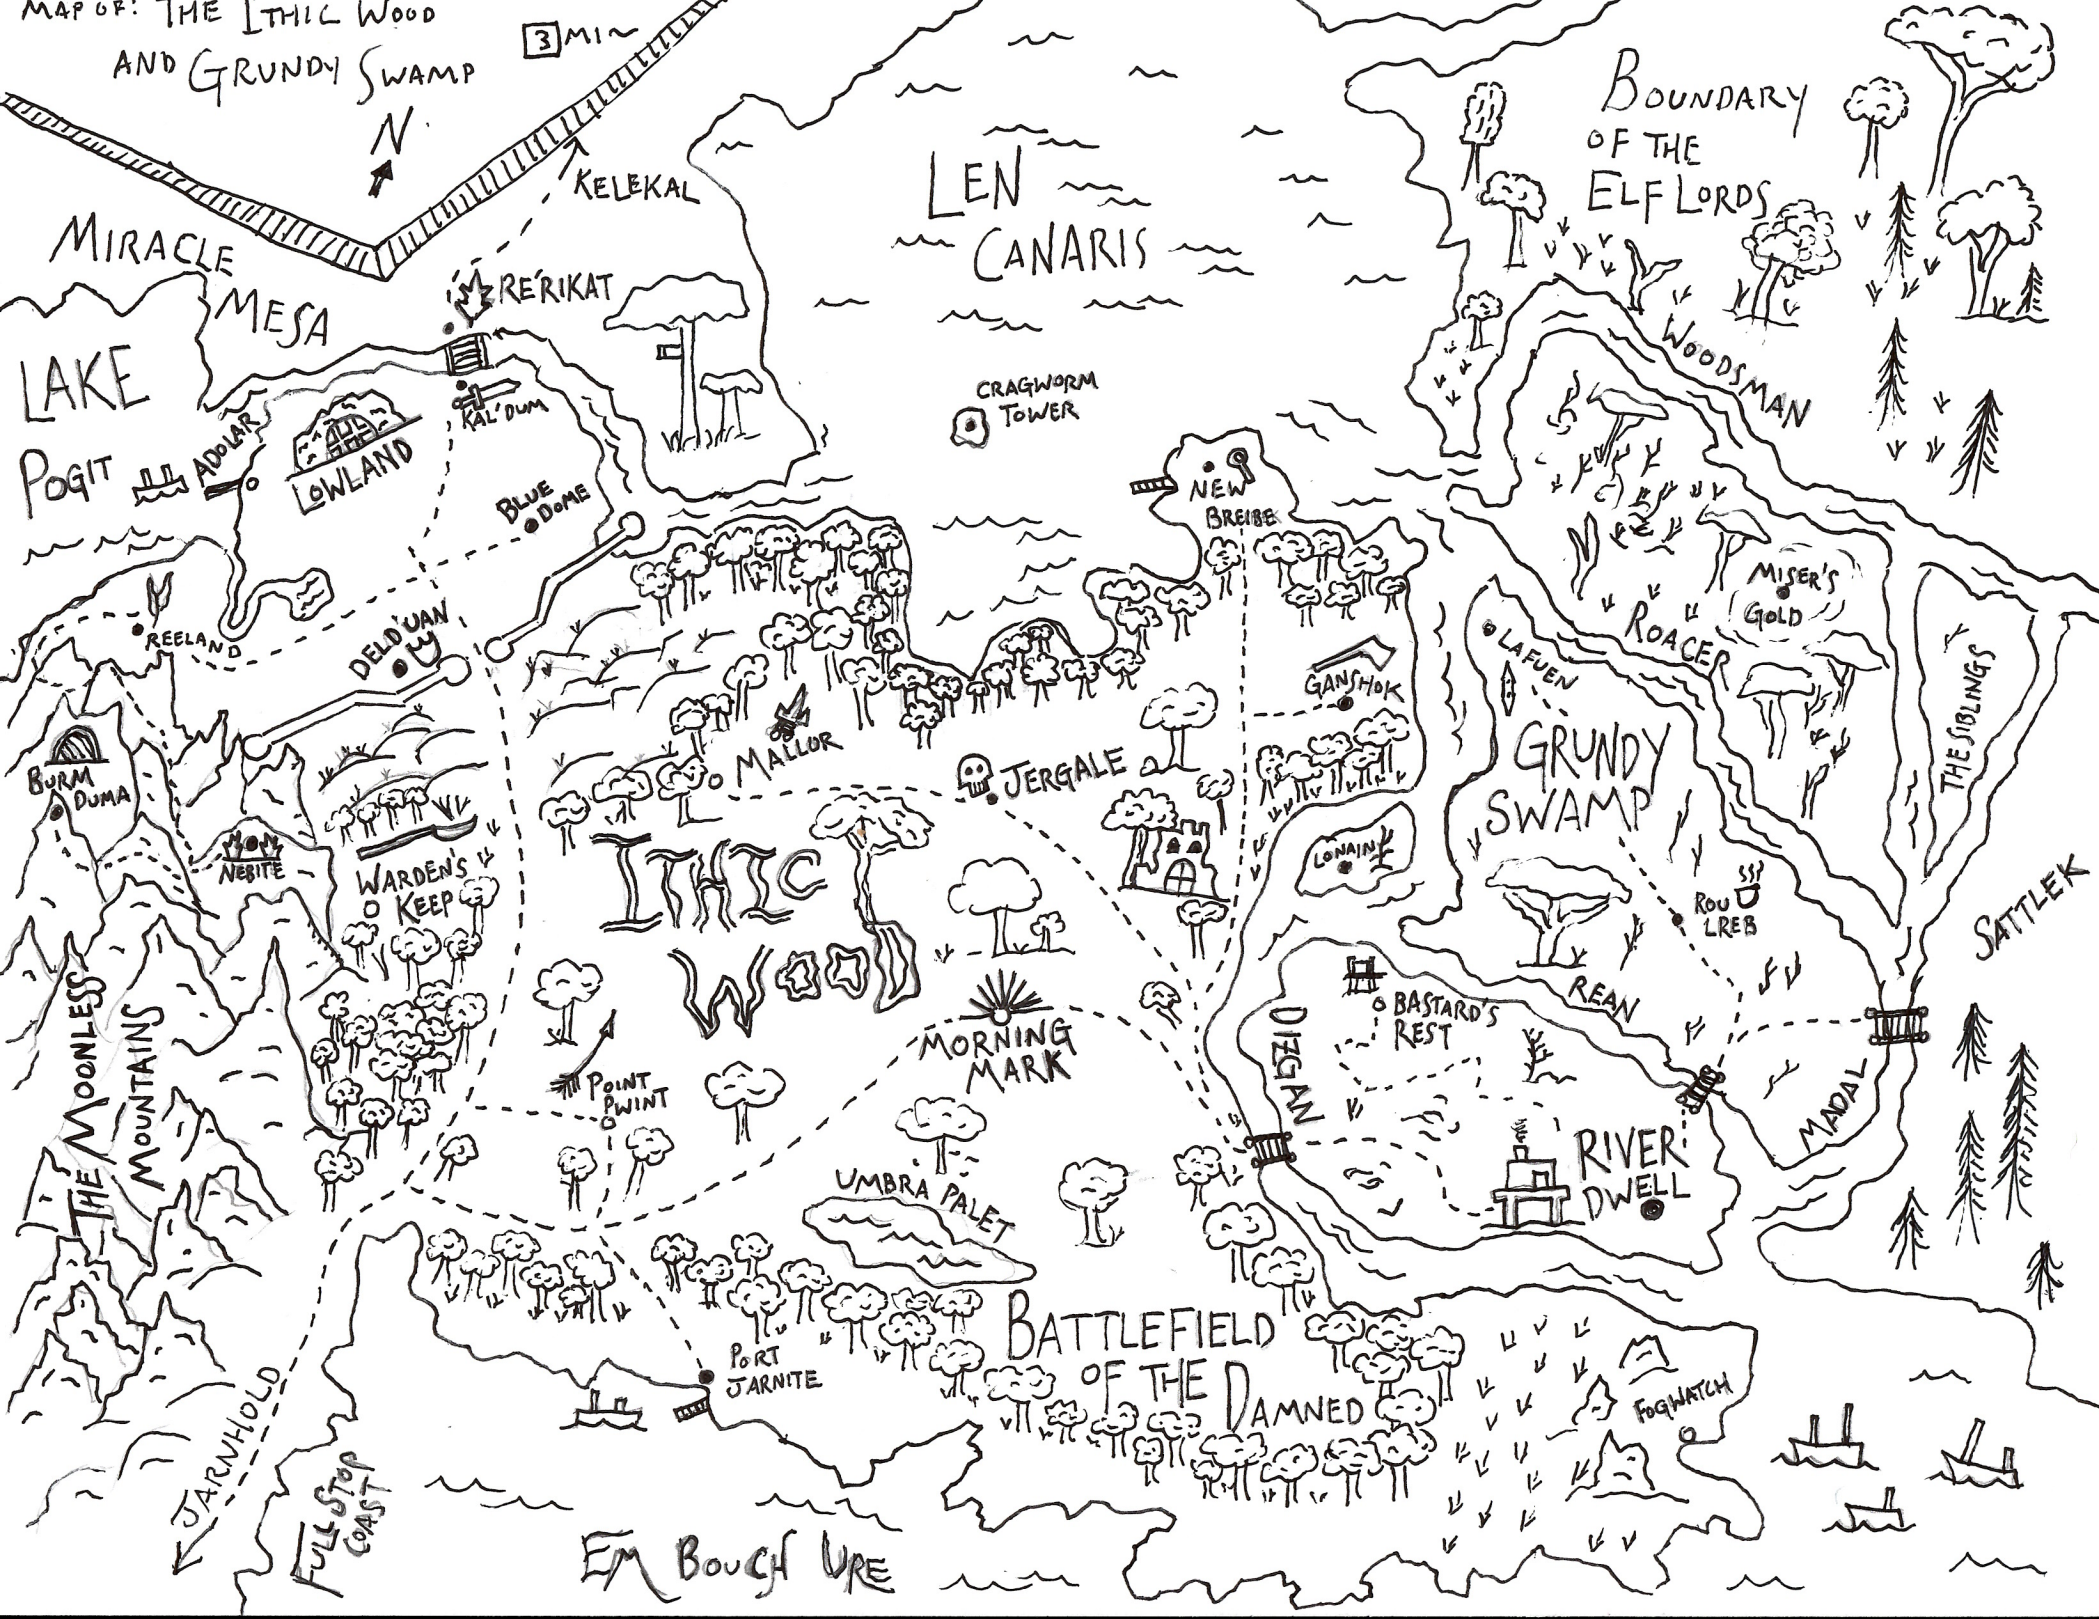 MAP OF: THE ITHIC WOOD
AND GRUNDY SWAMP
3 MIN
N
KELEKAL
MIRACLE
MESA
RE'RIKAT
LEN
CANARIS
BOUNDARY
OF THE
ELF LORDS
LAKE
POGIT
ADOLAR
LOWLAND
KAL'DUM
BLUE
DOME
CRAGWORM
TOWER
NEW
BREIBE
WOODSMAN
MISER'S
GOLD
ROACER
THE SIBLINGS
REELAND
DELD'UAN
LAFUEN
GANSHOK
GRUNDY
SWAMP
BURM
DUMA
NEBITE
WARDEN'S
KEEP
MALLOR
JERGALE
ITHIC
WOOD
LONAIN
ROU
LREB
SATTLEK
REAN
BASTARD'S
REST
DIZGAN
MORNING
MARK
POINT
PWINT
THE MOONLESS
MOUNTAINS
MADAL
RIVER
DWELL
UMBRA PALET
BATTLEFIELD
OF THE
DAMNED
PORT
JARNITE
FOGWATCH
JARNHOLD
FULL STOP
COAST
EM BOUCH URE